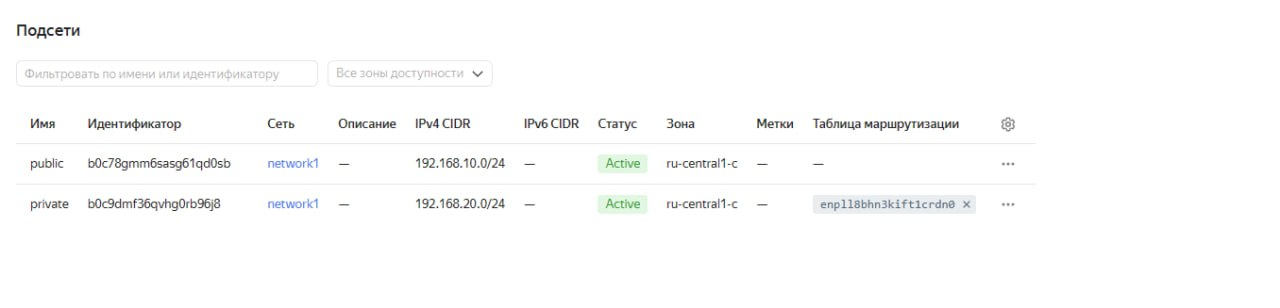 Подсети
Фильтровать по имени или идентификатору Все зоны доступности
Имя Идентификатор Сеть Описание IPv4 CIDR IPv6 CIDR Статус Зона Метки Таблица маршрутизации
public b0c78gmm6sasg61qd0sb network1 — 192.168.10.0/24 — Active ru-central1-c — —
private b0c9dmf36qvhg0rb96j8 network1 — 192.168.20.0/24 — Active ru-central1-c — enpll8bhn3kift1crdn0 ×